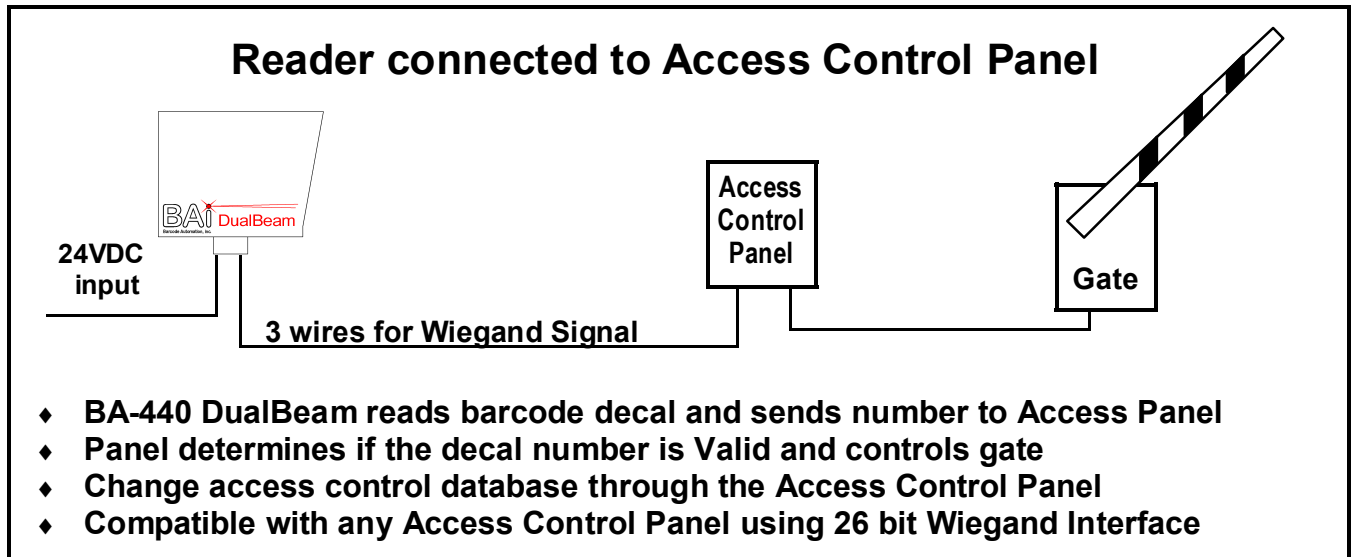 Reader connected to Access Control Panel
BAi DualBeam
Barcode Automation, Inc.
24VDC
input
3 wires for Wiegand Signal
Access
Control
Panel
Gate
♦ BA-440 DualBeam reads barcode decal and sends number to Access Panel
♦ Panel determines if the decal number is Valid and controls gate
♦ Change access control database through the Access Control Panel
♦ Compatible with any Access Control Panel using 26 bit Wiegand Interface